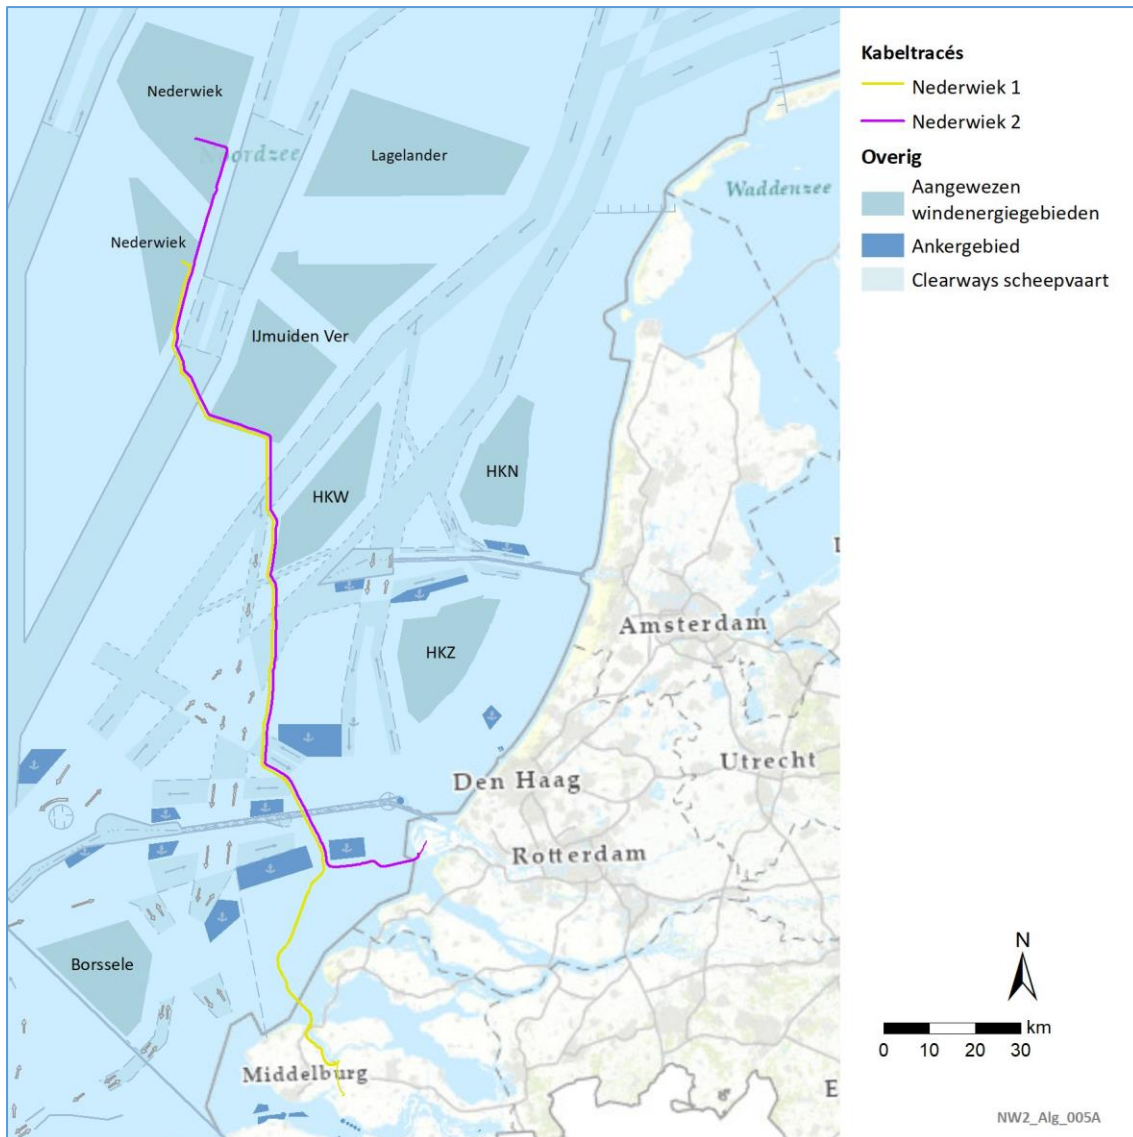 Nederwiek
Noordzee
Lagelander
Waddenzee
Nederwiek
IJmuiden Ver
HKN
HKW
HKZ
Amsterdam
Utrecht
Den Haag
Rotterdam
Borssele
Middelburg
E
Kabeltracés
Nederwiek 1
Nederwiek 2
Overig
Aangewezen
windenergiegebieden
Ankergebied
Clearways scheepvaart
N
km
0 10 20 30
NW2_Alg_005A